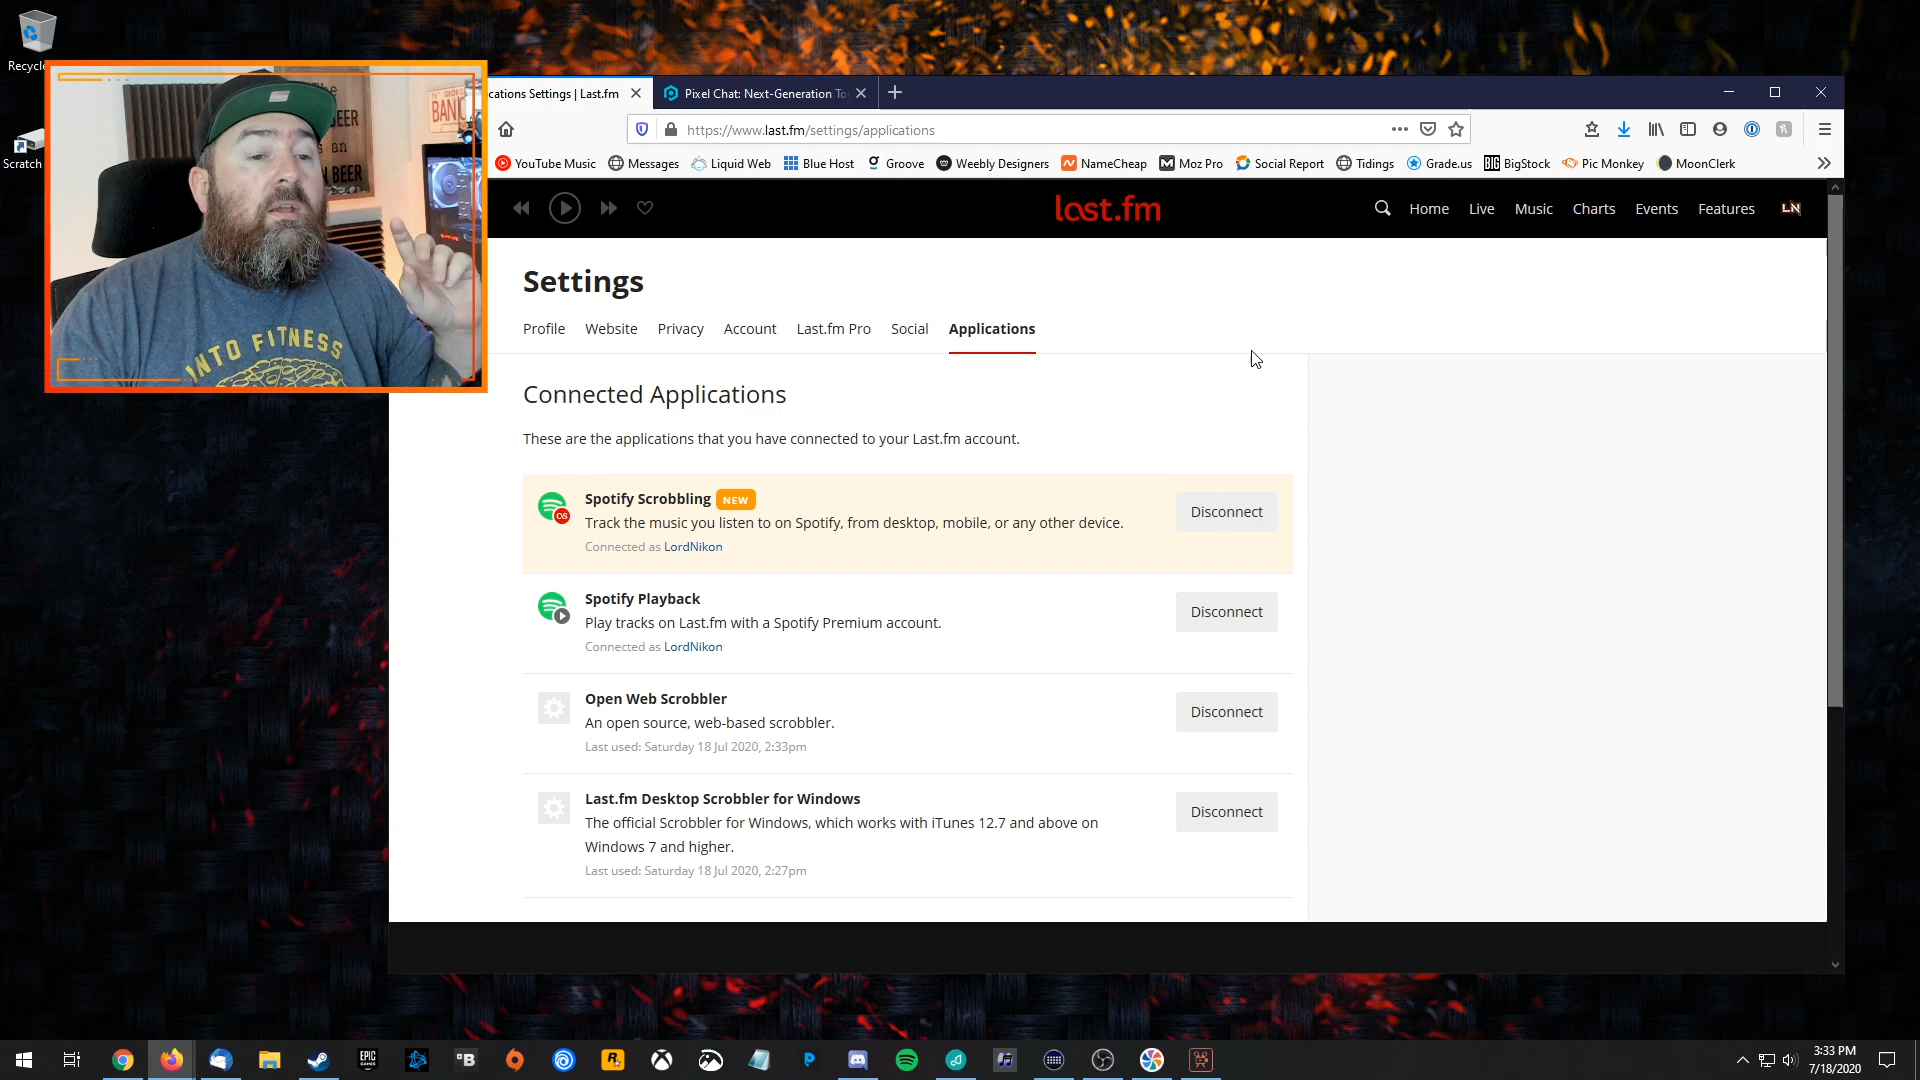 Recycle
Scratch
BEER
BEER
BANJO
INTO FITNESS
cations Settings | Last.fm
Pixel Chat: Next-Generation To
https://www.last.fm/settings/applications
YouTube Music
Messages
Liquid Web
Blue Host
Groove
Weebly Designers
NameCheap
Moz Pro
Social Report
Tidings
Grade.us
BigStock
Pic Monkey
MoonClerk
last.fm
Home
Live
Music
Charts
Events
Features
LN
Settings
Profile
Website
Privacy
Account
Last.fm Pro
Social
Applications
Connected Applications
These are the applications that you have connected to your Last.fm account.
Spotify Scrobbling NEW
Track the music you listen to on Spotify, from desktop, mobile, or any other device.
Connected as LordNikon
Disconnect
Spotify Playback
Play tracks on Last.fm with a Spotify Premium account.
Connected as LordNikon
Disconnect
Open Web Scrobbler
An open source, web-based scrobbler.
Last used: Saturday 18 Jul 2020, 2:33pm
Disconnect
Last.fm Desktop Scrobbler for Windows
The official Scrobbler for Windows, which works with iTunes 12.7 and above on
Windows 7 and higher.
Last used: Saturday 18 Jul 2020, 2:27pm
Disconnect
EPIC GAMES
3:33 PM
7/18/2020